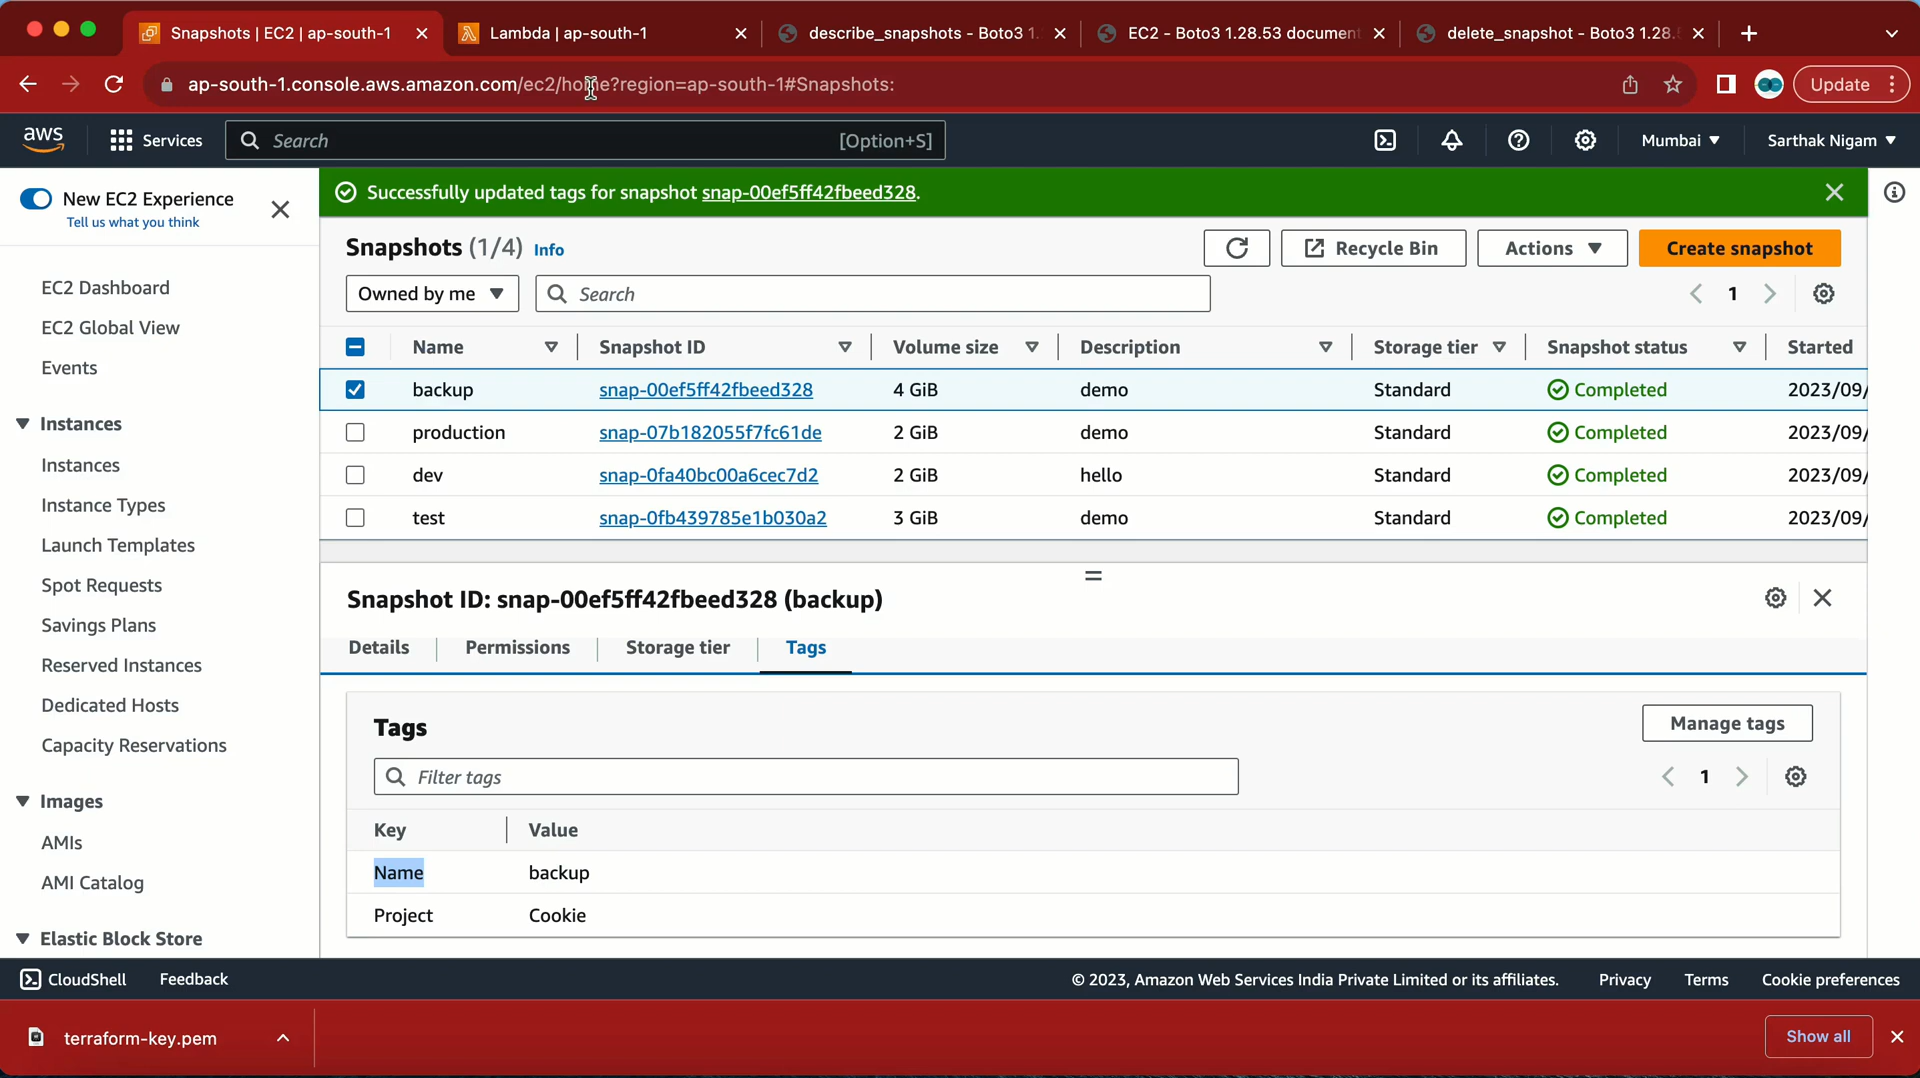 Snapshots | EC2 | ap-south-1
Lambda | ap-south-1
describe_snapshots - Boto3 1.
EC2 - Boto3 1.28.53 document
delete_snapshot - Boto3 1.28.5
ap-south-1.console.aws.amazon.com/ec2/home?region=ap-south-1#Snapshots:
Update
aws
Services
Search
[Option+S]
Mumbai
Sarthak Nigam
New EC2 Experience
Tell us what you think
EC2 Dashboard
EC2 Global View
Events
Instances
Instances
Instance Types
Launch Templates
Spot Requests
Savings Plans
Reserved Instances
Dedicated Hosts
Capacity Reservations
Images
AMIs
AMI Catalog
Elastic Block Store
Successfully updated tags for snapshot snap-00ef5ff42fbeed328.
Snapshots (1/4) Info
Recycle Bin
Actions
Create snapshot
Owned by me
Search
1
Name Snapshot ID Volume size Description Storage tier Snapshot status Started
backup snap-00ef5ff42fbeed328 4 GiB demo Standard Completed 2023/09/
production snap-07b182055f7fc61de 2 GiB demo Standard Completed 2023/09/
dev snap-0fa40bc00a6cec7d2 2 GiB hello Standard Completed 2023/09/
test snap-0fb439785e1b030a2 3 GiB demo Standard Completed 2023/09/
Snapshot ID: snap-00ef5ff42fbeed328 (backup)
Details
Permissions
Storage tier
Tags
Tags
Manage tags
Filter tags
1
Key Value
Name backup
Project Cookie
CloudShell
Feedback
© 2023, Amazon Web Services India Private Limited or its affiliates.
Privacy
Terms
Cookie preferences
terraform-key.pem
Show all